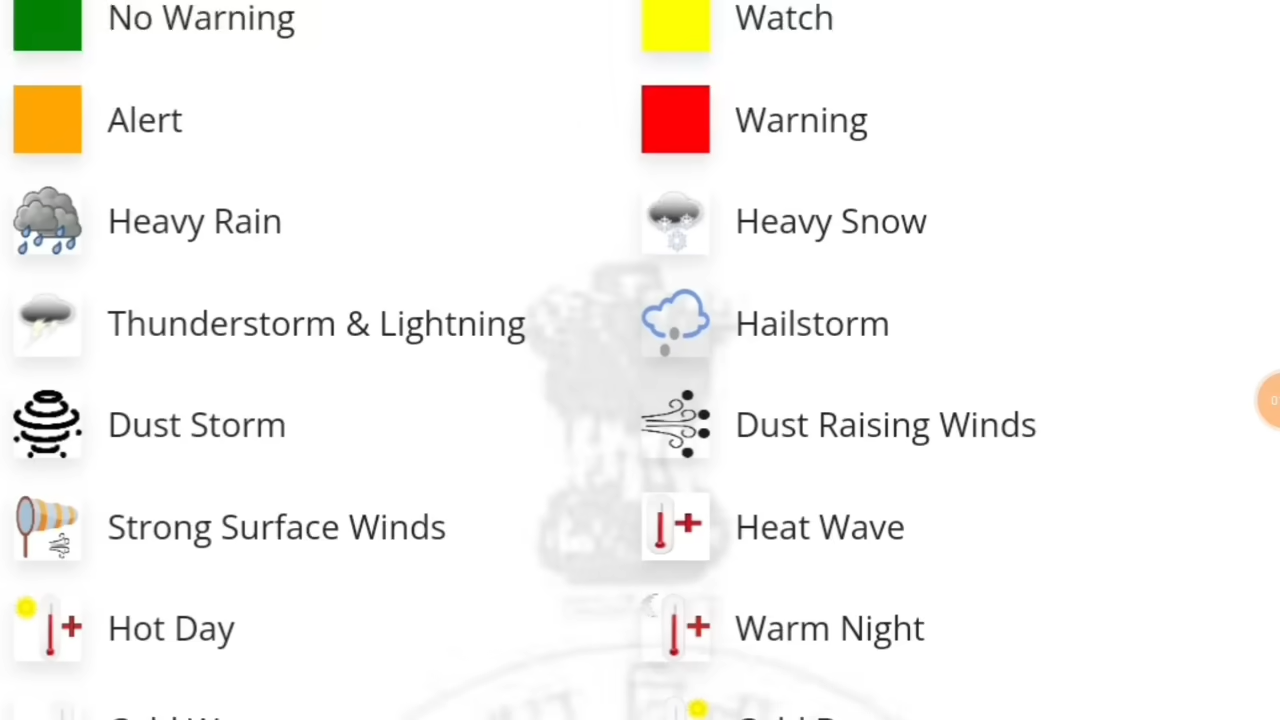 No Warning
Watch
Alert
Warning
Heavy Rain
Heavy Snow
Thunderstorm & Lightning
Hailstorm
Dust Storm
Dust Raising Winds
Strong Surface Winds
Heat Wave
Hot Day
Warm Night